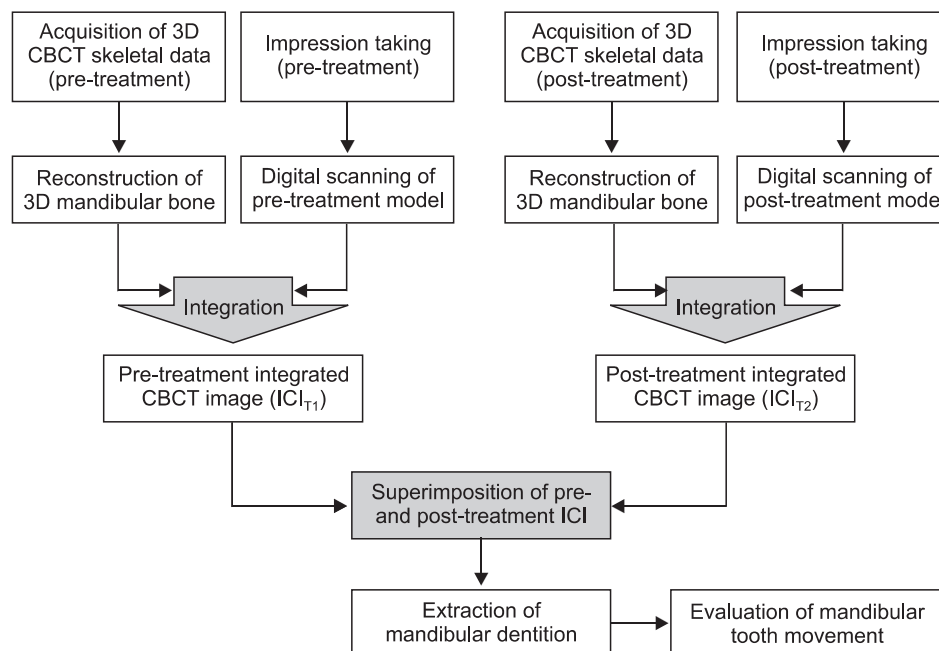 Acquisition of 3D
CBCT skeletal data
(pre-treatment)
Impression taking
(pre-treatment)
Acquisition of 3D
CBCT skeletal data
(post-treatment)
Impression taking
(post-treatment)
Reconstruction of
3D mandibular bone
Digital scanning of
pre-treatment model
Reconstruction of
3D mandibular bone
Digital scanning of
post-treatment model
Integration
Integration
Pre-treatment integrated
CBCT image (ICI_T1)
Post-treatment integrated
CBCT image (ICI_T2)
Superimposition of pre-
and post-treatment ICI
Extraction of
mandibular dentition
Evaluation of mandibular
tooth movement